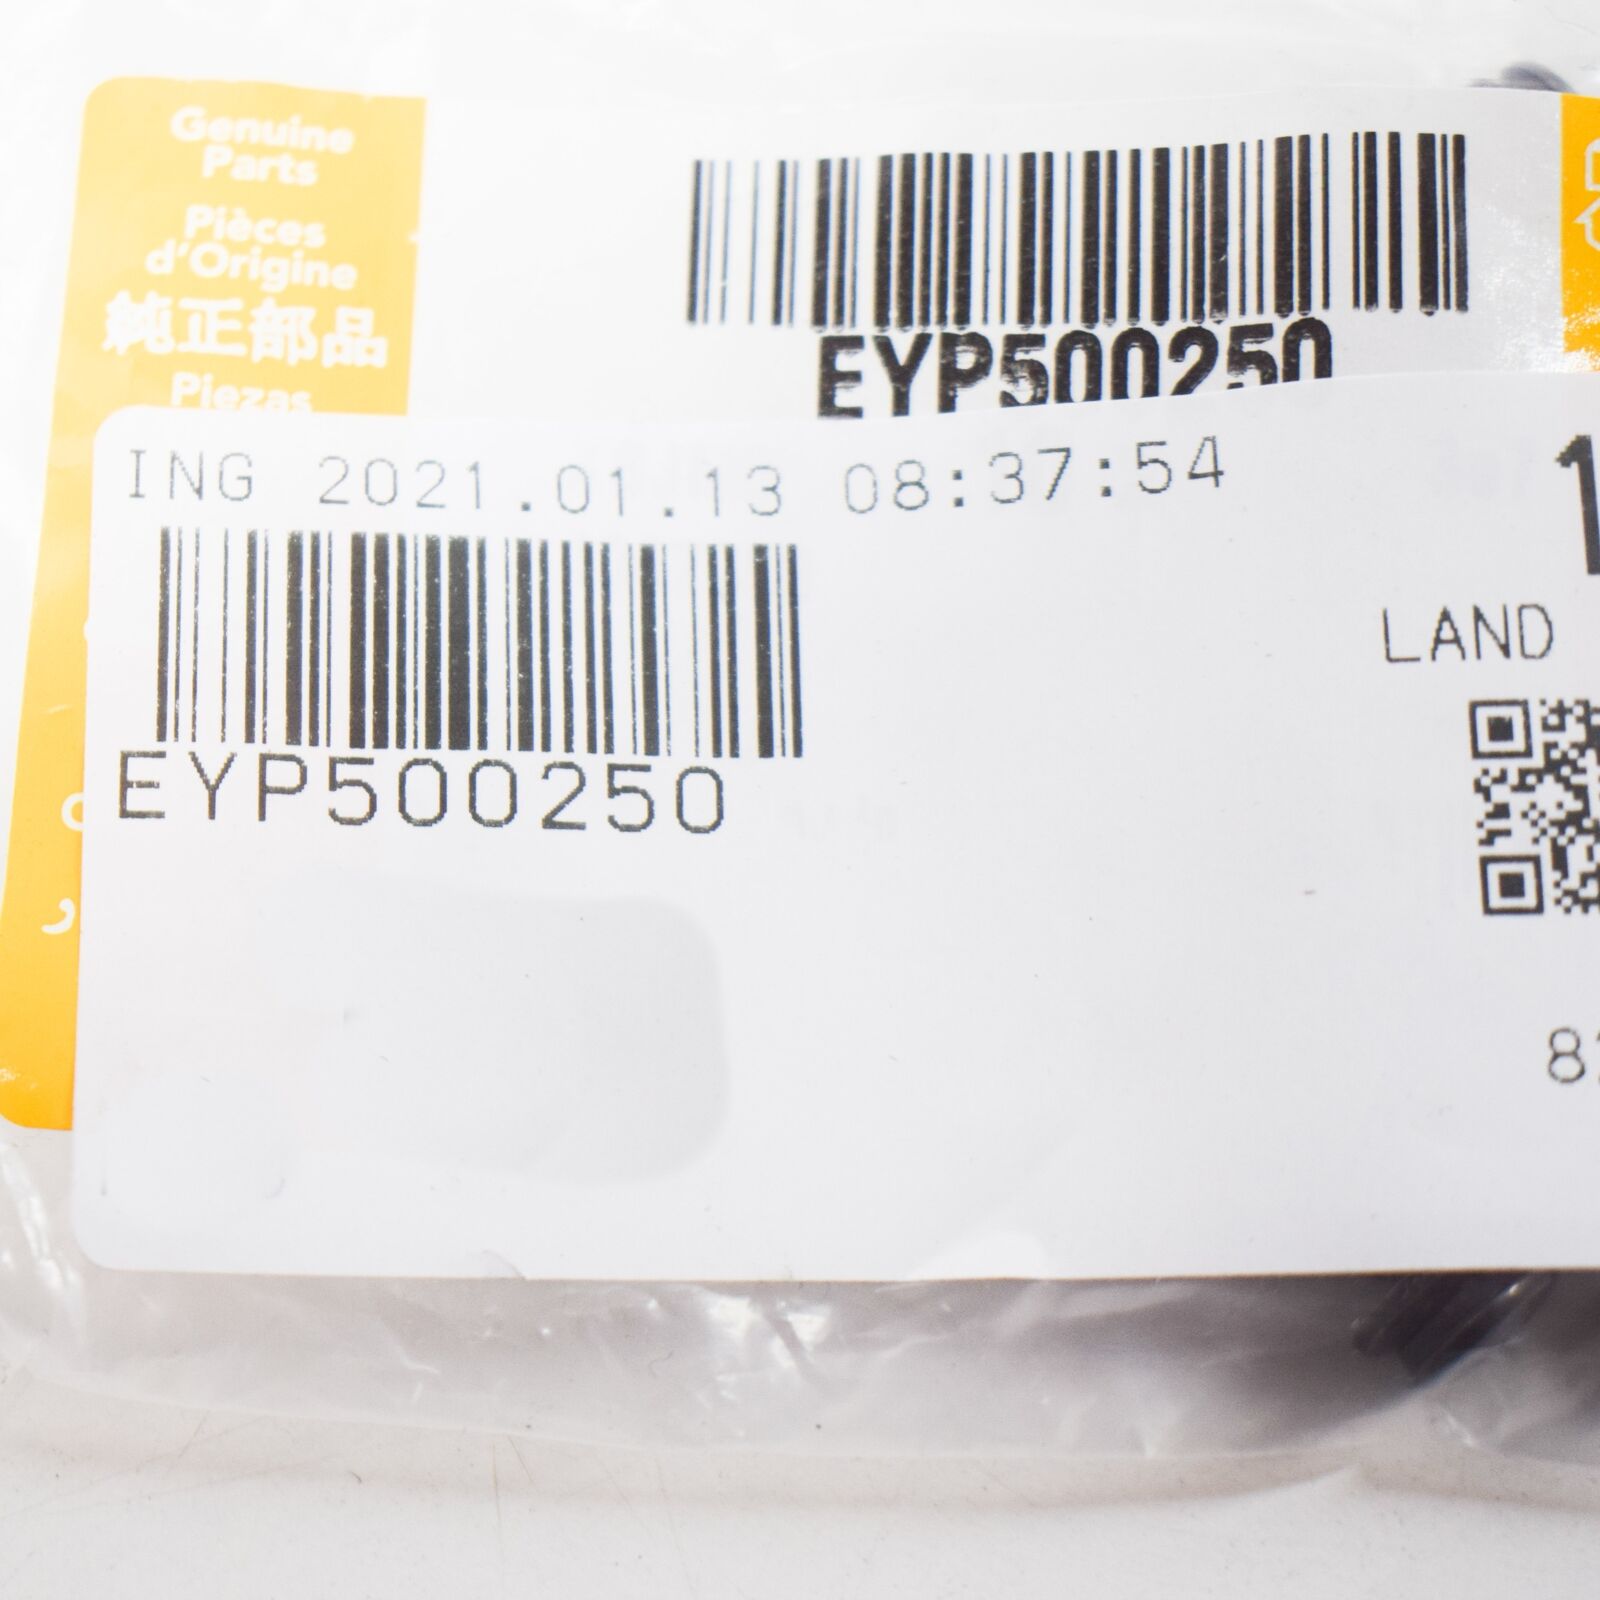 Genuine
Parts
Pièces
d'Origine
純正部品
Piezas
EYP500250
ING 2021.01.13 08:37:54
EYP500250
1
LAND